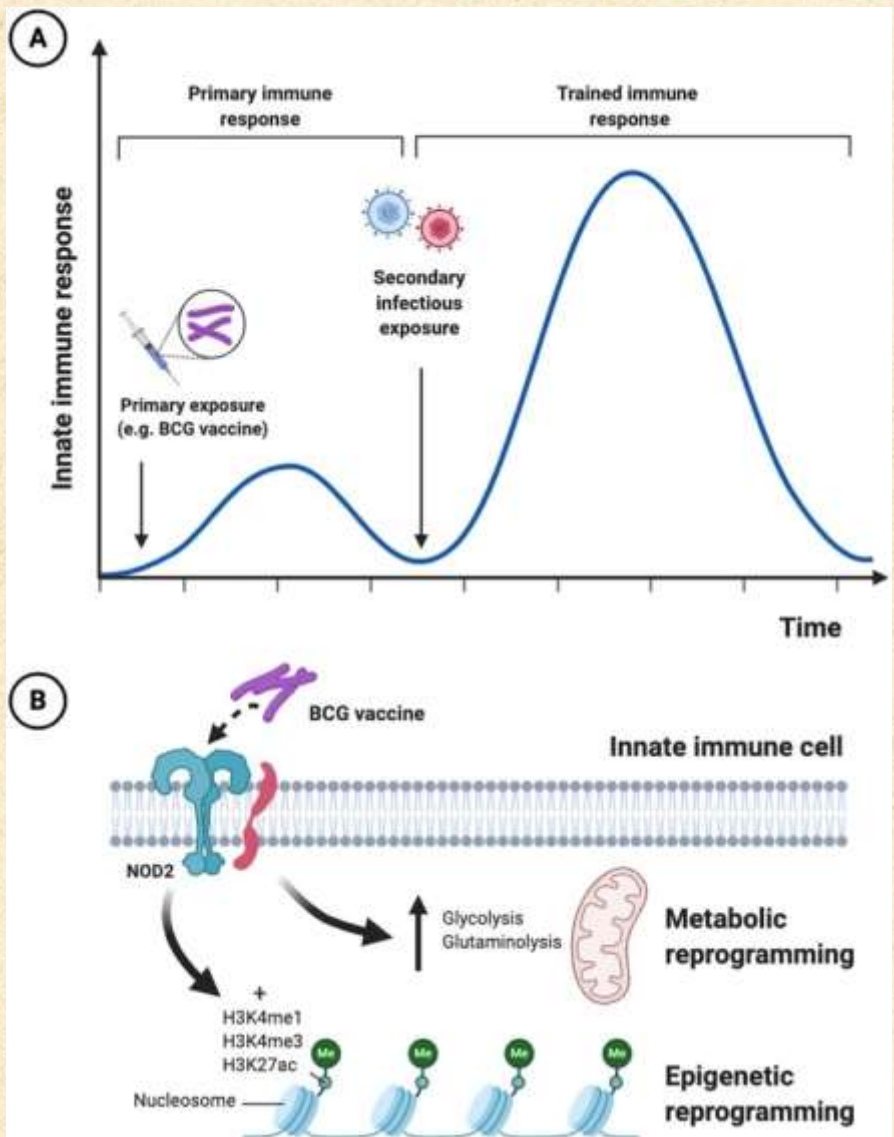 A
Primary immune
response
Trained immune
response
Innate immune response
Secondary
infectious
exposure
Primary exposure
(e.g. BCG vaccine)
Time
B
BCG vaccine
Innate immune cell
NOD2
Glycolysis
Glutaminolysis
Metabolic
reprogramming
+
H3K4me1
H3K4me3
H3K27ac
Me
Me
Me
Me
Nucleosome
Epigenetic
reprogramming